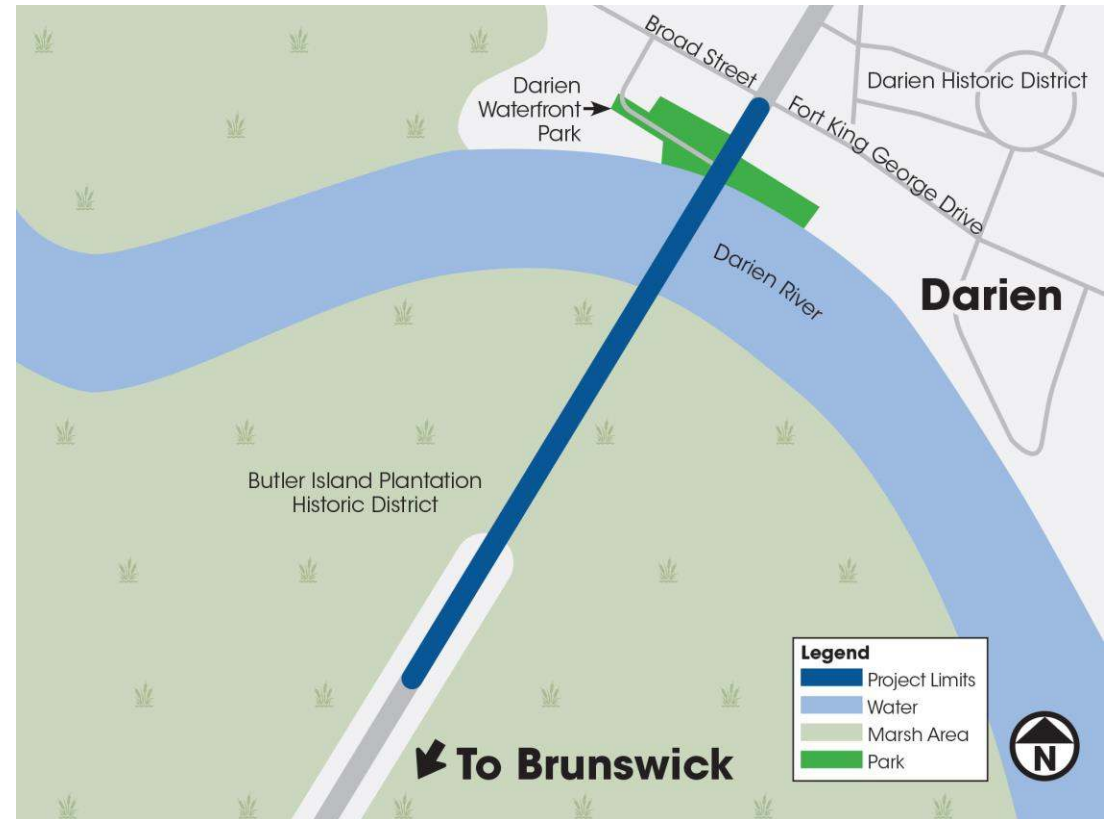 Broad Street
Darien Historic District
Darien
Waterfront
Park
Fort King George Drive
Darien River
Darien
Butler Island Plantation
Historic District
Legend
Project Limits
Water
Marsh Area
Park
To Brunswick
N